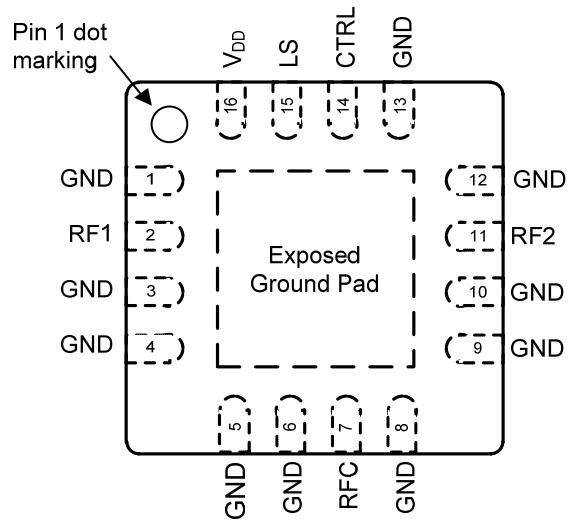 Pin 1 dot
marking
VDD
LS
CTRL
GND
16
15
14
13
GND 1
12 GND
RF1 2
11 RF2
Exposed
Ground Pad
GND 3
10 GND
GND 4
9 GND
5
6
7
8
GND
GND
RFC
GND